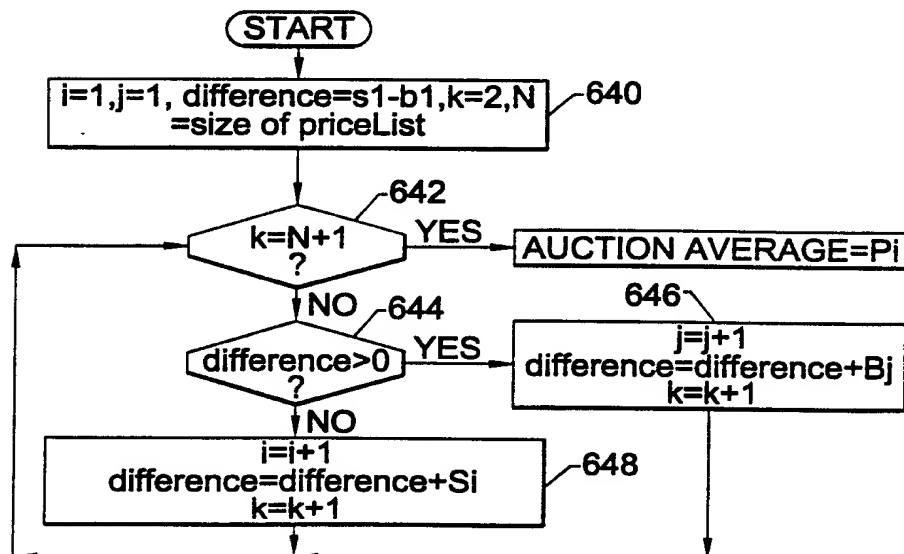 START
i=1,j=1, difference=s1-b1,k=2,N
=size of priceList
640
642
k=N+1
?
YES
AUCTION AVERAGE=Pi
NO
644
646
difference>0
?
YES
j=j+1
difference=difference+Bj
k=k+1
NO
i=i+1
difference=difference+Si
k=k+1
648